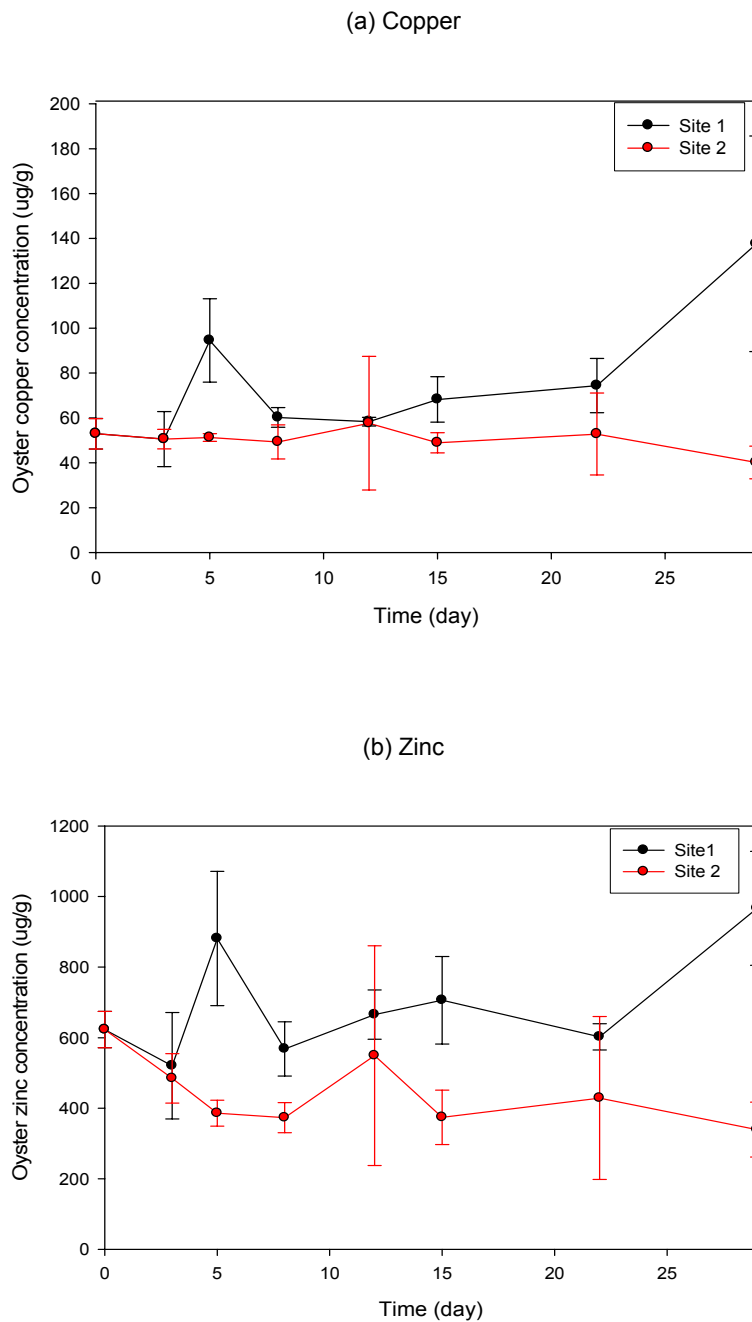 (a) Copper
200
180
160
140
120
100
80
60
40
20
0
Oyster copper concentration (ug/g)
Site 1
Site 2
0 5 10 15 20 25
Time (day)
(b) Zinc
1200
1000
800
600
400
200
0
Oyster zinc concentration (ug/g)
Site1
Site 2
0 5 10 15 20 25
Time (day)